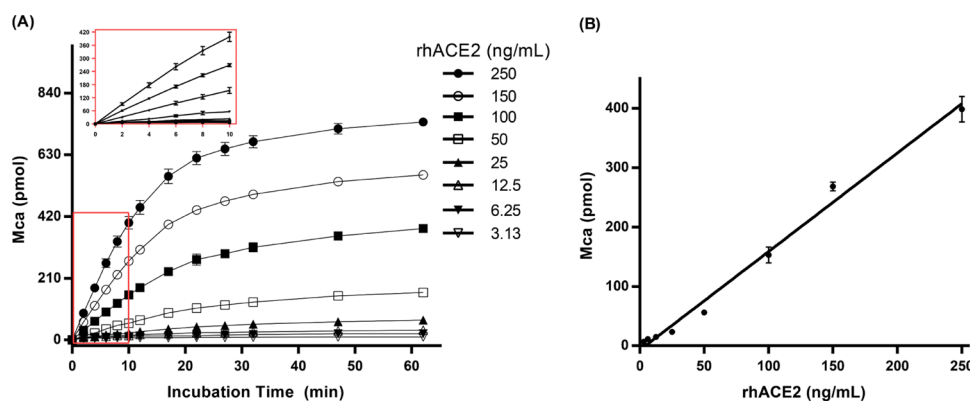 (A)
420
360
300
240
180
120
60
0
0 2 4 6 8 10
rhACE2 (ng/mL)
250
150
100
50
25
12.5
6.25
3.13
Mca (pmol)
840
630
420
210
0
0 10 20 30 40 50 60
Incubation Time (min)
(B)
Mca (pmol)
400
300
200
100
0
0 50 100 150 200 250
rhACE2 (ng/mL)